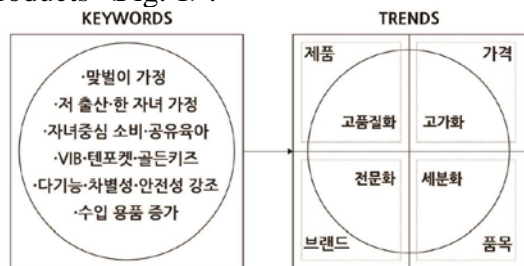 KEYWORDS
·맞벌이 가정
·저 출산·한 자녀 가정
·자녀중심 소비·공유육아
·VIB·텐포켓·골든키즈
·다기능·차별성·안전성 강조
·수입 용품 증가
TRENDS
제품 가격
고품질화 고가화
전문화 세분화
브랜드 품목